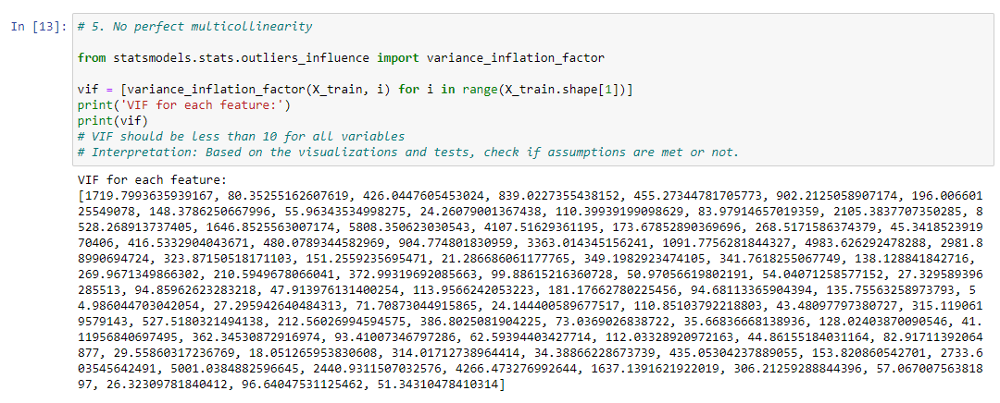 In [13]: # 5. No perfect multicollinearity
from statsmodels.stats.outliers_influence import variance_inflation_factor
vif = [variance_inflation_factor(X_train, i) for i in range(X_train.shape[1])]
print('VIF for each feature:')
print(vif)
# VIF should be less than 10 for all variables
# Interpretation: Based on the visualizations and tests, check if assumptions are met or not.
VIF for each feature:
[1719.7993635939167, 80.35255162607619, 426.0447605453024, 839.0227355438152, 455.27344781705773, 902.2125058907174, 196.006601
25549078, 148.3786250667996, 55.96343534998275, 24.26079001367438, 110.39939199098629, 83.97914657019359, 2105.3837707350285, 8
528.268913737405, 1646.8525563007174, 5808.350623030543, 4107.51629361195, 173.67852890369696, 268.5171586374379, 45.3418523919
70406, 416.5332904043671, 480.0789344582969, 904.774801830959, 3363.014345156241, 1091.7756281844327, 4983.626292478288, 2981.8
8990694724, 323.87150518171103, 151.2559235695471, 21.286686061177765, 349.1982923474105, 341.7618255067749, 138.128841842716,
269.9671349866302, 210.5949678066041, 372.99319692085663, 99.88615216360728, 50.97056619802191, 54.04071258577152, 27.329589396
285513, 94.85962623283218, 47.913976131400254, 113.9566242053223, 181.17662780225456, 94.68113365904394, 135.75563258973793, 5
4.986044703042054, 27.295942640484313, 71.70873044915865, 24.144400589677517, 110.85103792218803, 43.48097797380727, 315.119061
9579143, 527.5180321494138, 212.56026994594575, 386.8025081904225, 73.0369026838722, 35.66836668138936, 128.02403870090546, 41.
11956840697495, 362.34530872916974, 93.41007346797286, 62.59394403427714, 112.03328920972163, 44.86155184031164, 82.91711392064
877, 29.55860317236769, 18.051265953830608, 314.01712738964414, 34.38866228673739, 435.05304237889055, 153.820860542701, 2733.6
03545642491, 5001.0384882596645, 2440.9311507032576, 4266.473276992644, 1637.1391621922019, 306.21259288844396, 57.067007563818
97, 26.32309781840412, 96.64047531125462, 51.34310478410314]